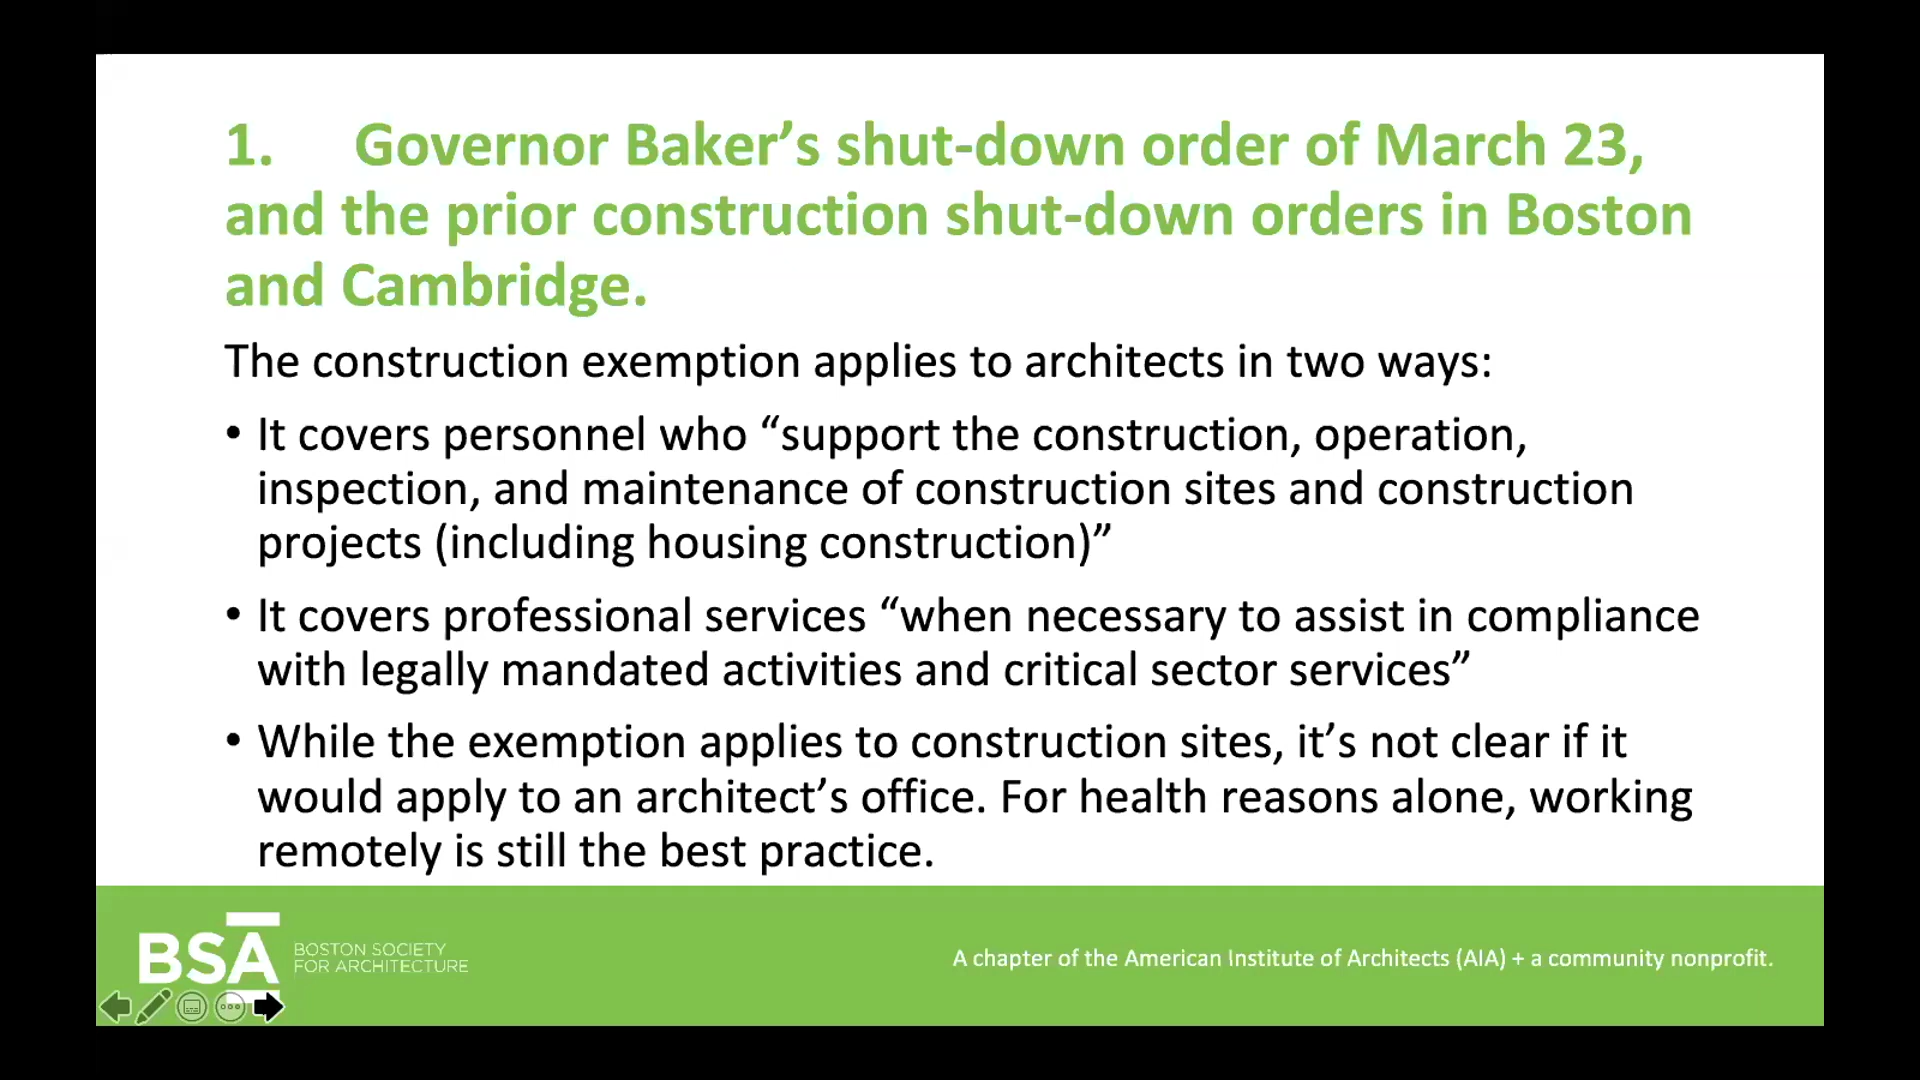 1. Governor Baker’s shut-down order of March 23,
and the prior construction shut-down orders in Boston
and Cambridge.
The construction exemption applies to architects in two ways:
• It covers personnel who “support the construction, operation,
inspection, and maintenance of construction sites and construction
projects (including housing construction)”
• It covers professional services “when necessary to assist in compliance
with legally mandated activities and critical sector services”
• While the exemption applies to construction sites, it’s not clear if it
would apply to an architect’s office. For health reasons alone, working
remotely is still the best practice.
BSA
BOSTON SOCIETY
FOR ARCHITECTURE
A chapter of the American Institute of Architects (AIA) + a community nonprofit.